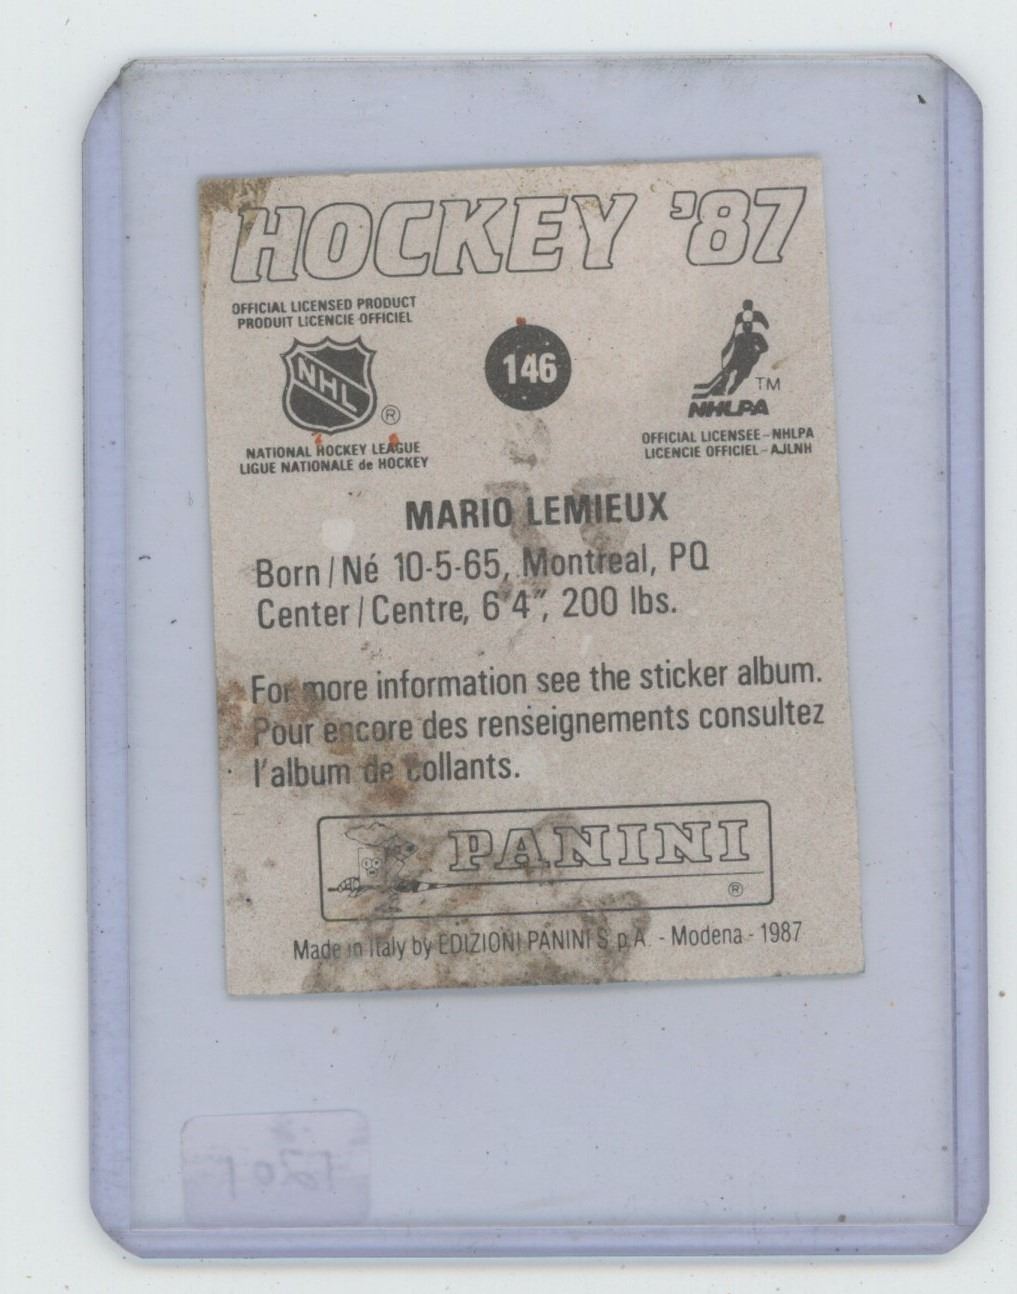 HOCKEY '87
OFFICIAL LICENSED PRODUCT
PRODUIT LICENCIE OFFICIEL
NHL
®
NATIONAL HOCKEY LEAGUE
LIGUE NATIONALE de HOCKEY
146
TM
NHLPA
OFFICIAL LICENSEE - NHLPA
LICENCIE OFFICIEL - AJLNH
MARIO LEMIEUX
Born / Né 10-5-65, Montreal, PQ
Center / Centre, 6'4", 200 lbs.
For more information see the sticker album.
Pour encore des renseignements consultez
l'album de collants.
PANINI
®
Made in Italy by EDIZIONI PANINI S.p.A. - Modena - 1987